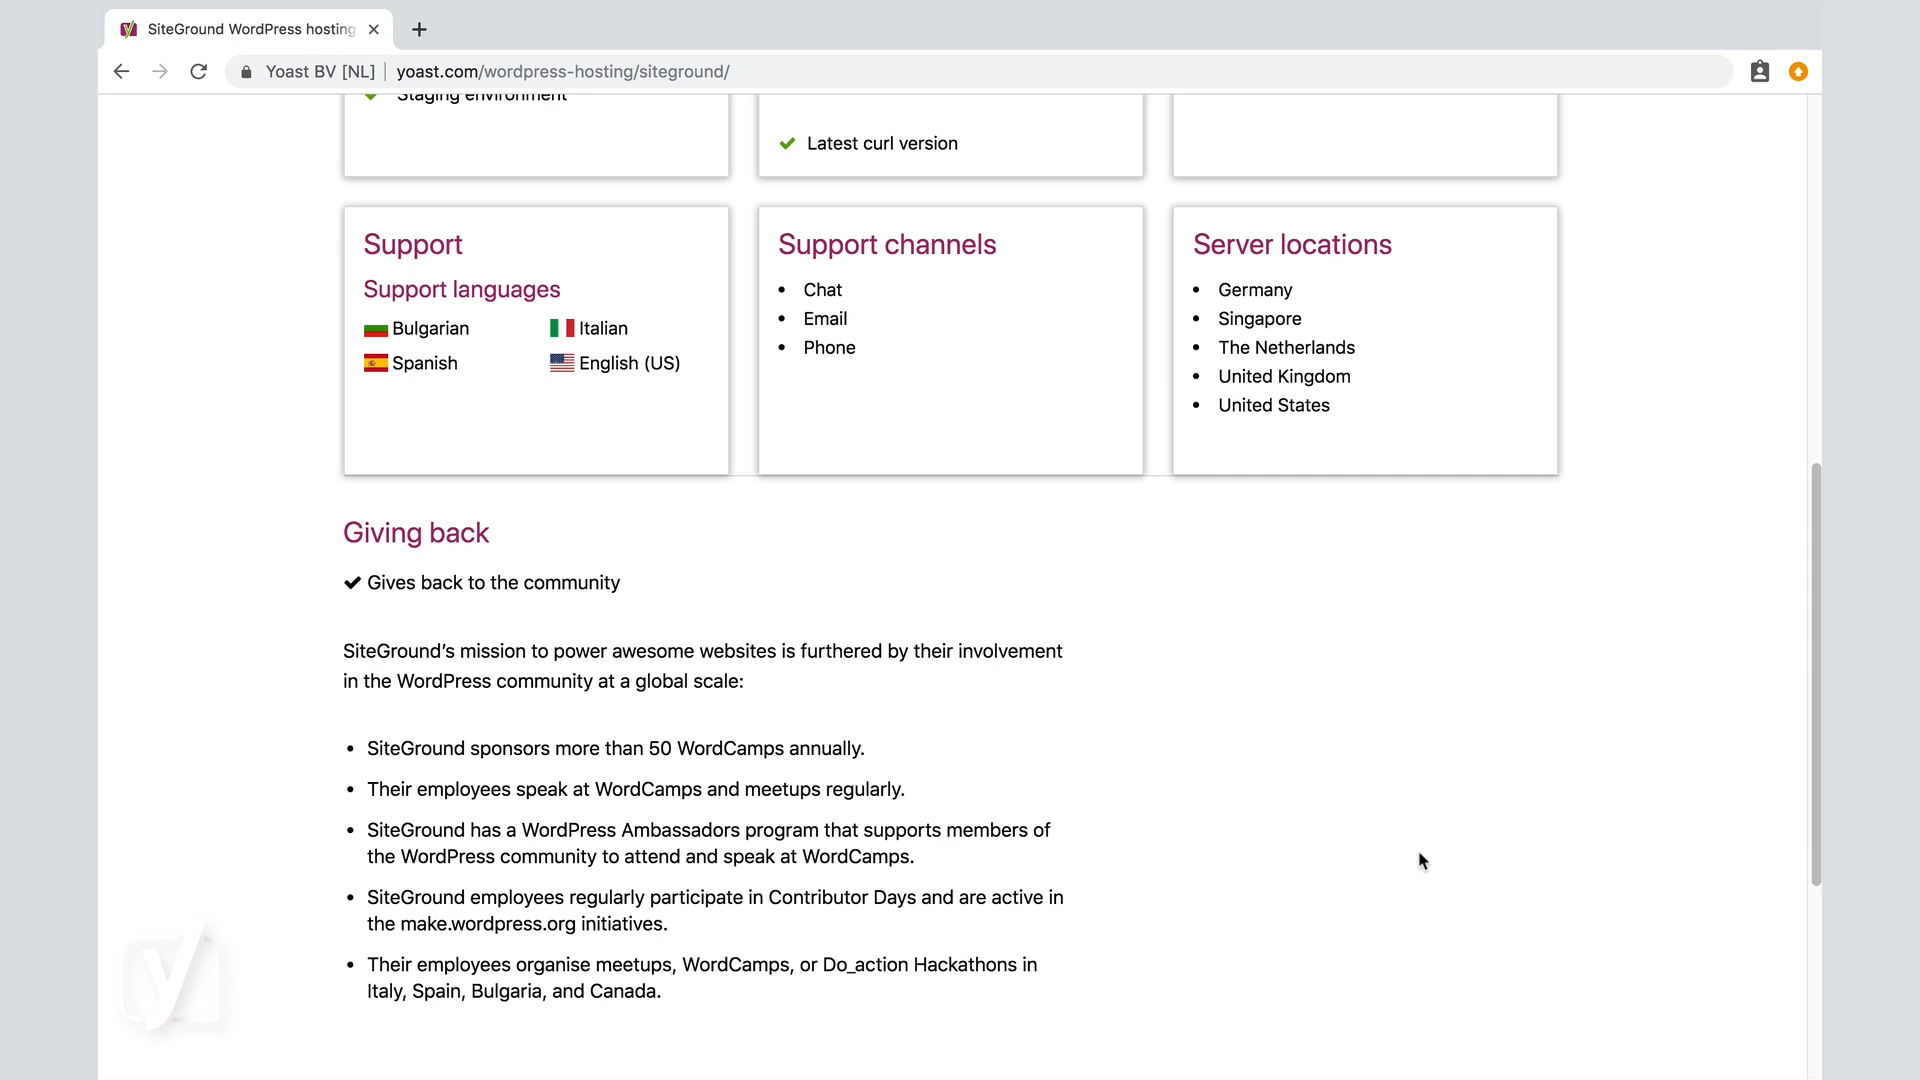 SiteGround WordPress hosting
Yoast BV [NL] | yoast.com/wordpress-hosting/siteground/
Staging environment
Latest curl version
Support
Support languages
Bulgarian
Italian
Spanish
English (US)
Support channels
• Chat
• Email
• Phone
Server locations
• Germany
• Singapore
• The Netherlands
• United Kingdom
• United States
Giving back
Gives back to the community
SiteGround’s mission to power awesome websites is furthered by their involvement
in the WordPress community at a global scale:
• SiteGround sponsors more than 50 WordCamps annually.
• Their employees speak at WordCamps and meetups regularly.
• SiteGround has a WordPress Ambassadors program that supports members of
the WordPress community to attend and speak at WordCamps.
• SiteGround employees regularly participate in Contributor Days and are active in
the make.wordpress.org initiatives.
• Their employees organise meetups, WordCamps, or Do_action Hackathons in
Italy, Spain, Bulgaria, and Canada.
y